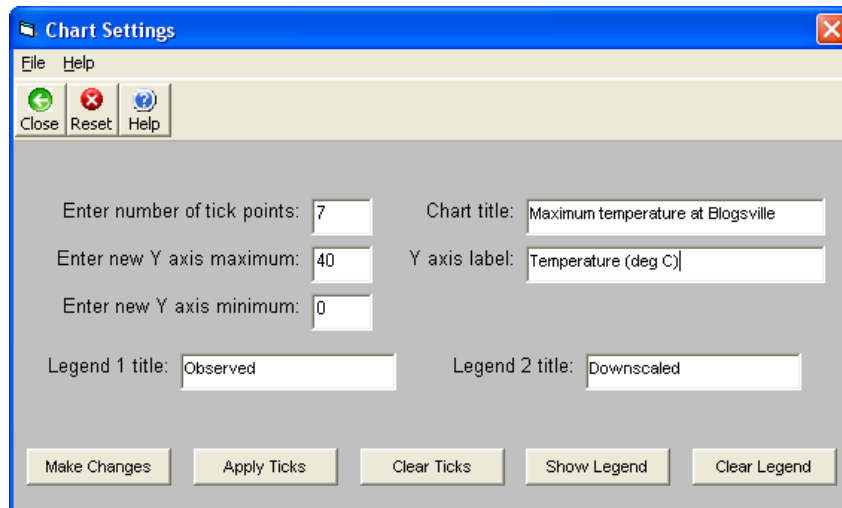 Chart Settings
File Help
Close Reset Help
Enter number of tick points: 7 Chart title: Maximum temperature at Blogsville
Enter new Y axis maximum: 40 Y axis label: Temperature (deg C)
Enter new Y axis minimum: 0
Legend 1 title: Observed Legend 2 title: Downscaled
Make Changes Apply Ticks Clear Ticks Show Legend Clear Legend